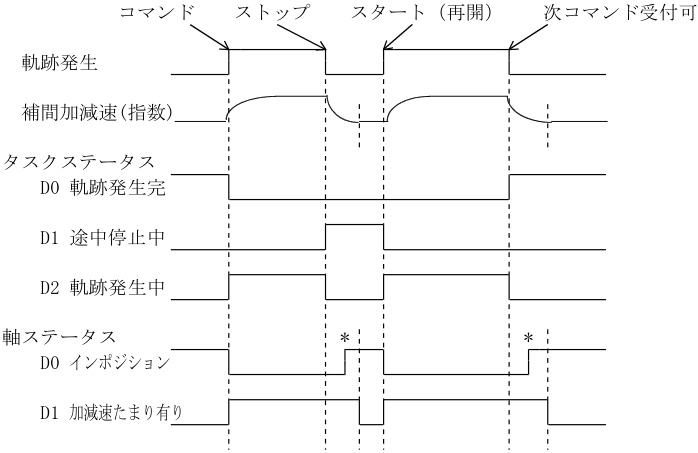 コマンド ストップ スタート(再開) 次コマンド受付可
軌跡発生
補間加減速(指数)
タスクステータス
D0 軌跡発生完
D1 途中停止中
D2 軌跡発生中
軸ステータス * *
D0 インポジション
D1 加減速たまり有り